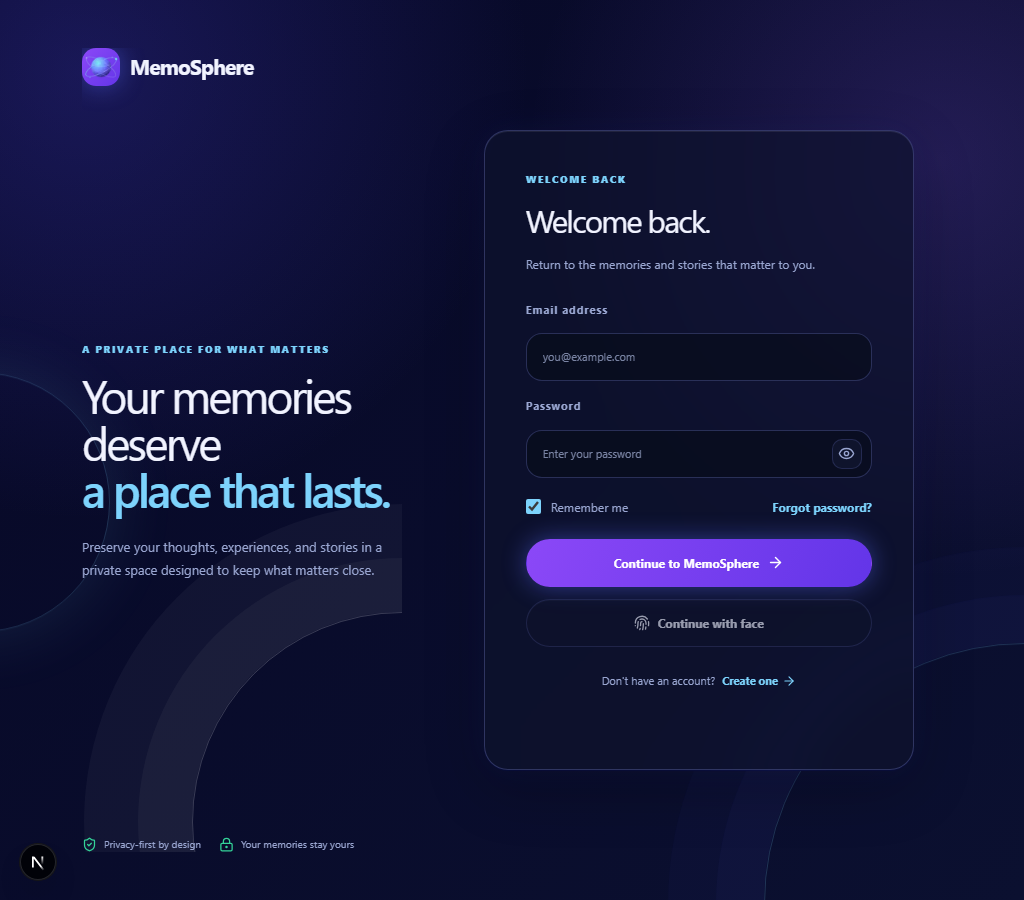 MemoSphere
A PRIVATE PLACE FOR WHAT MATTERS
Your memories
deserve
a place that lasts.
Preserve your thoughts, experiences, and stories in a
private space designed to keep what matters close.
Privacy-first by design
Your memories stay yours
N
WELCOME BACK
Welcome back.
Return to the memories and stories that matter to you.
Email address
you@example.com
Password
Enter your password
Remember me
Forgot password?
Continue to MemoSphere
Continue with face
Don't have an account? Create one